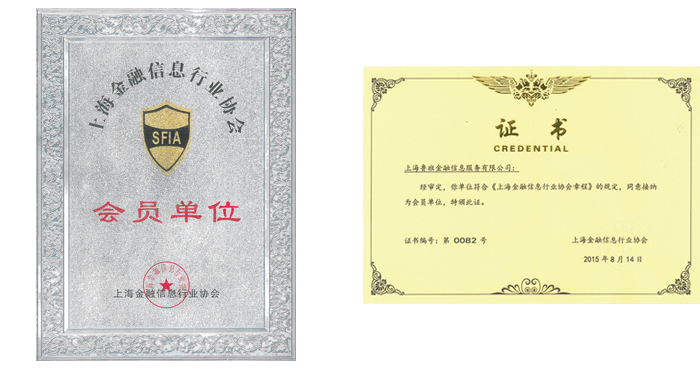 上海金融信息行业协会
SFIA
会员单位
上海金融信息行业协会
证书
CREDENTIAL
上海鲁班金融信息服务有限公司：
经审定，你单位符合《上海金融信息行业协会章程》的规定，同意接纳
为会员单位，特颁此证。
证书编号：第 0082 号
上海金融信息行业协会
2015 年 8 月 14 日